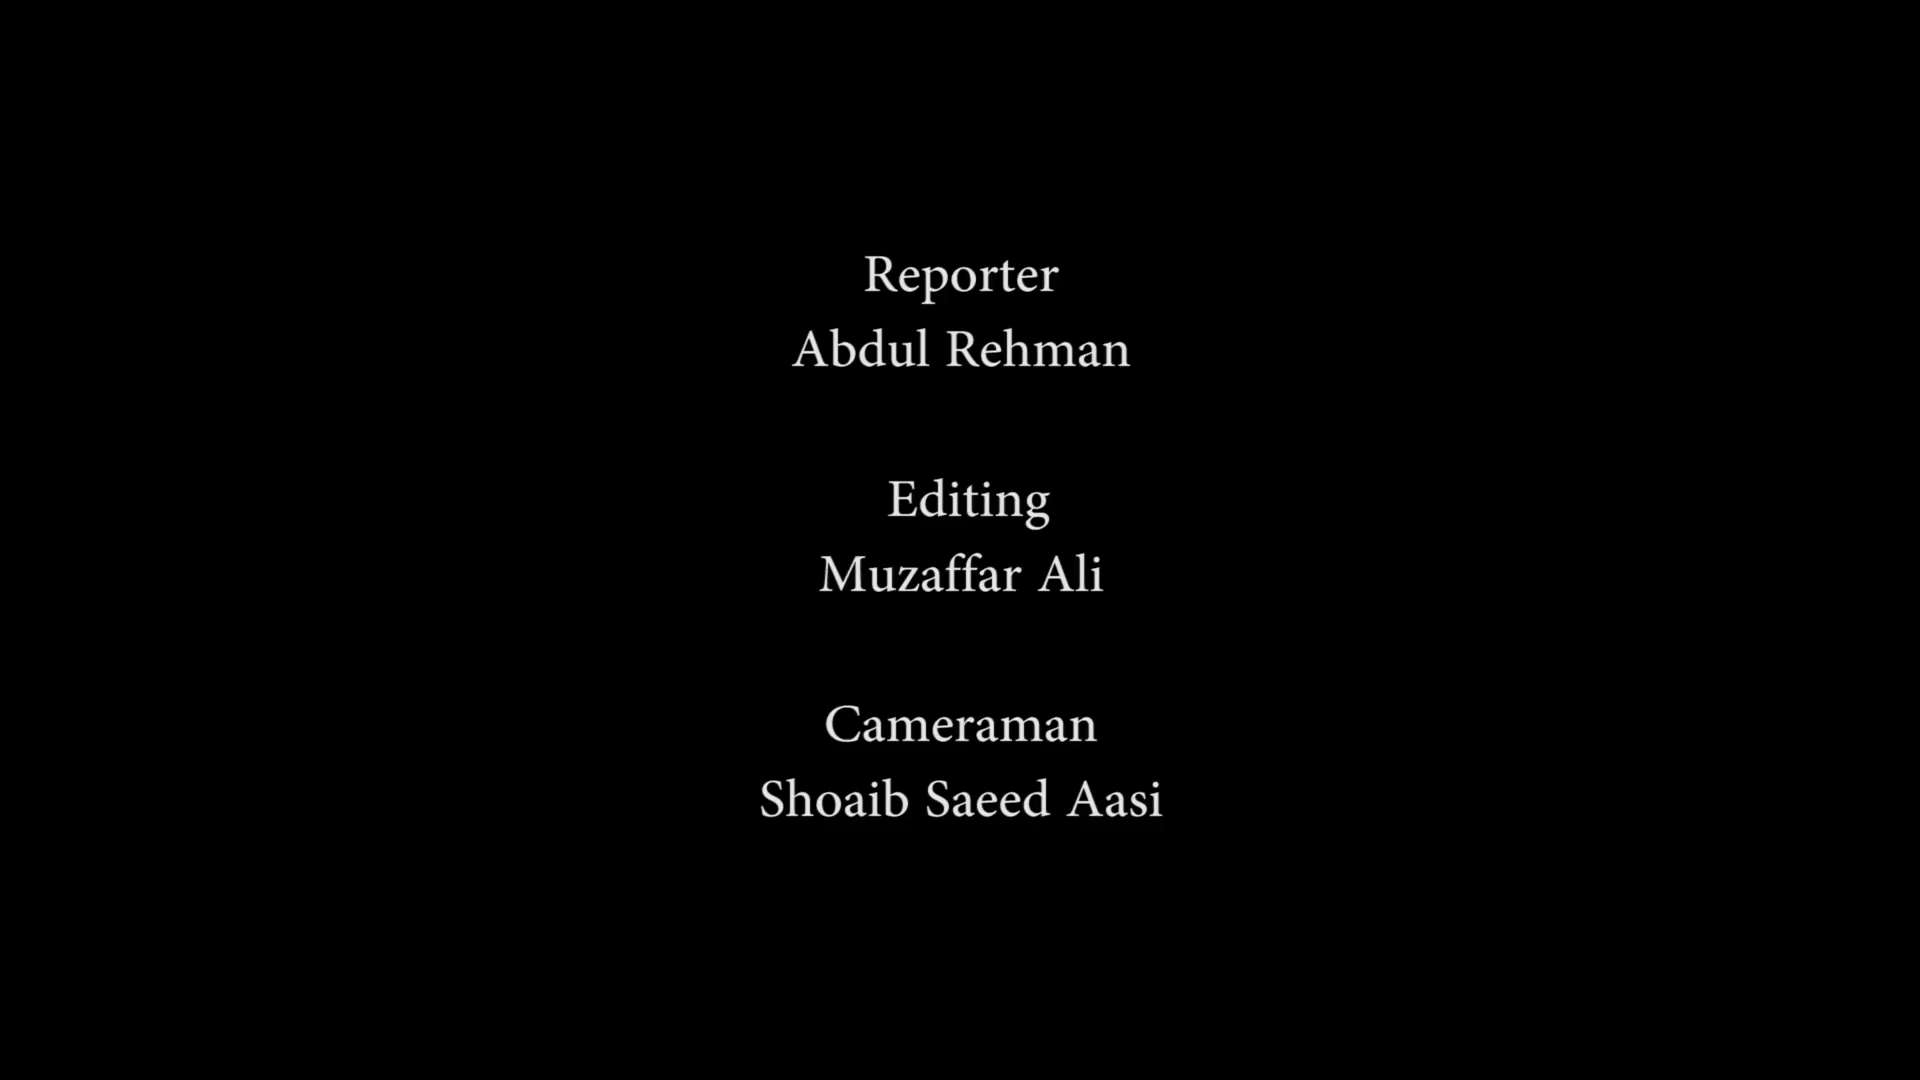 Reporter
Abdul Rehman
Editing
Muzaffar Ali
Cameraman
Shoaib Saeed Aasi